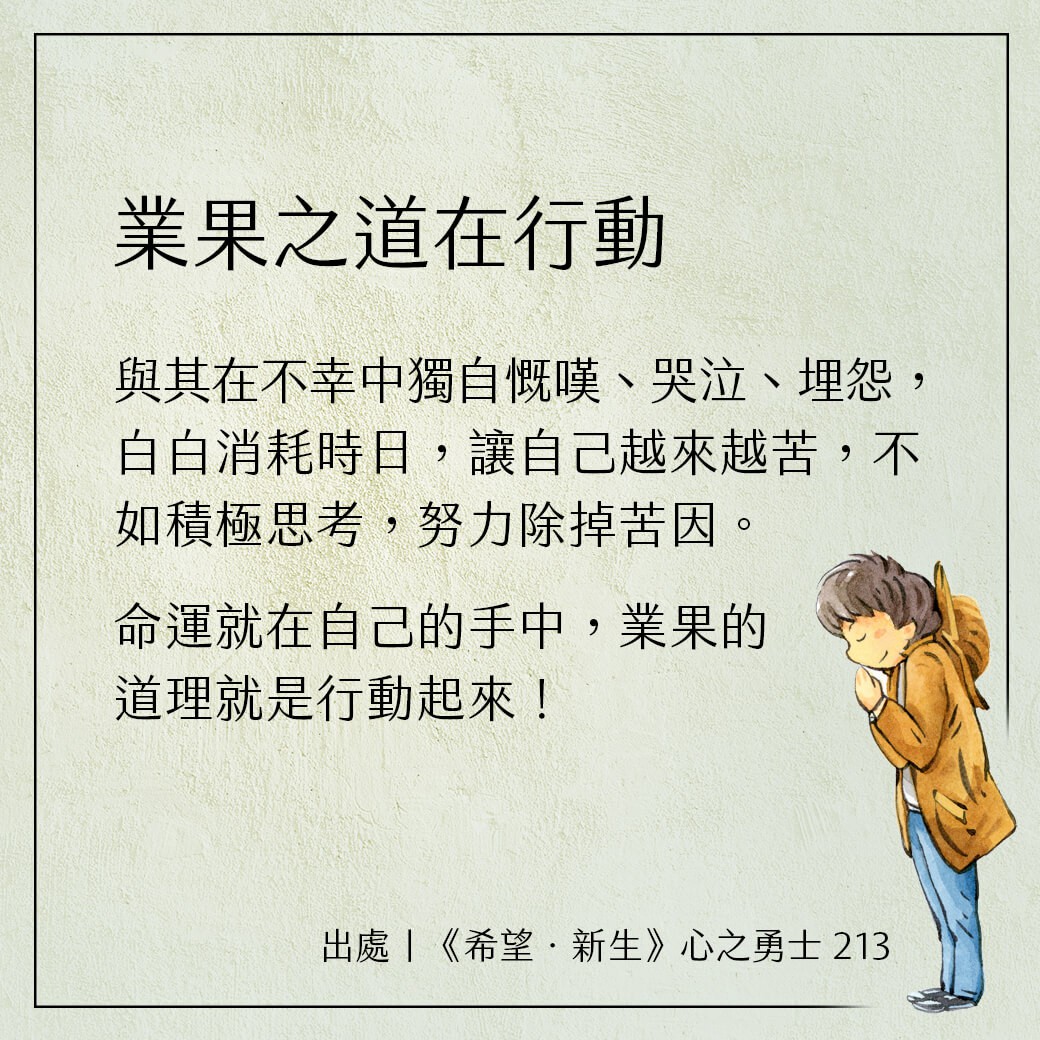 業果之道在行動
與其在不幸中獨自慨嘆、哭泣、埋怨，
白白消耗時日，讓自己越來越苦，不
如積極思考，努力除掉苦因。
命運就在自己的手中，業果的
道理就是行動起來！
出處｜《希望．新生》心之勇士 213